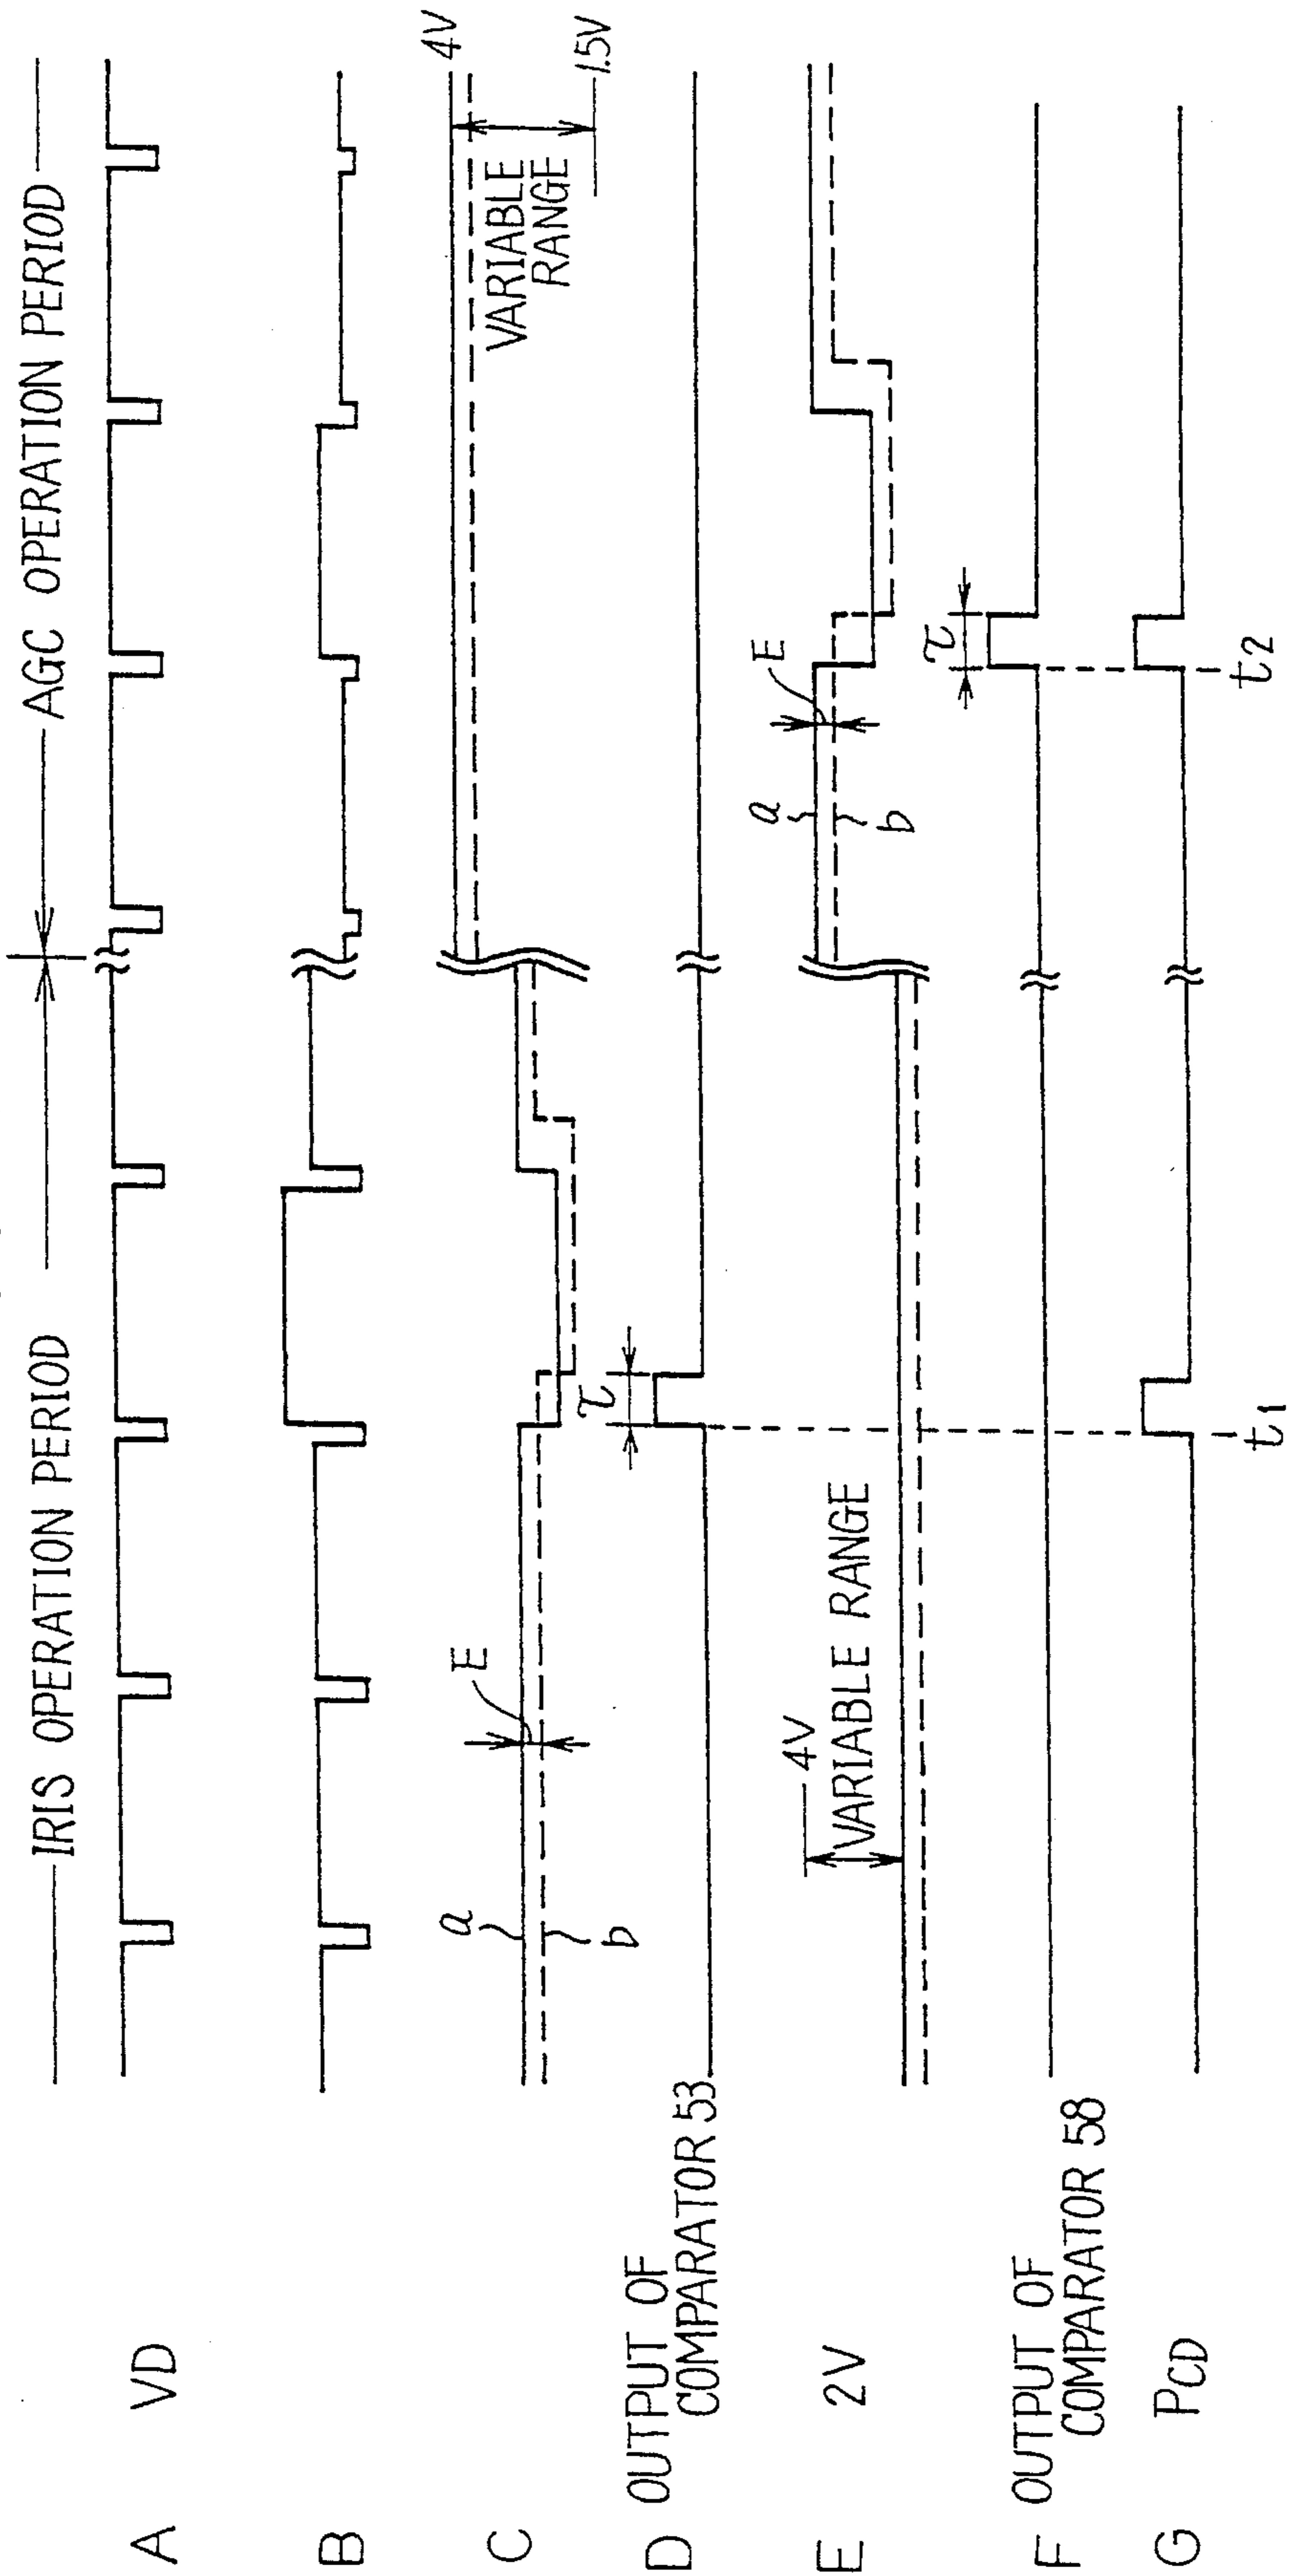 IRIS OPERATION PERIOD
AGC OPERATION PERIOD
A VD
B
C
a
b
E
4V
VARIABLE
RANGE
1.5V
D OUTPUT OF
COMPARATOR 53
τ
E 2V
4V
VARIABLE RANGE
a
b
E
F OUTPUT OF
COMPARATOR 58
τ
G PCD
t1
t2